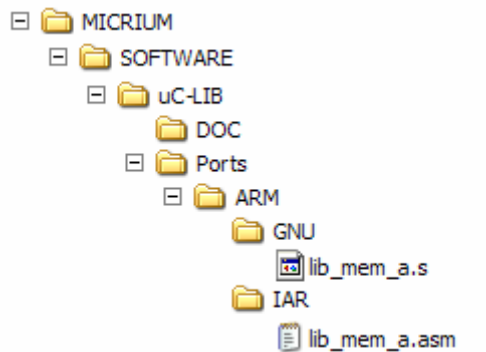 MICRIUM
SOFTWARE
uC-LIB
DOC
Ports
ARM
GNU
lib_mem_a.s
IAR
lib_mem_a.asm